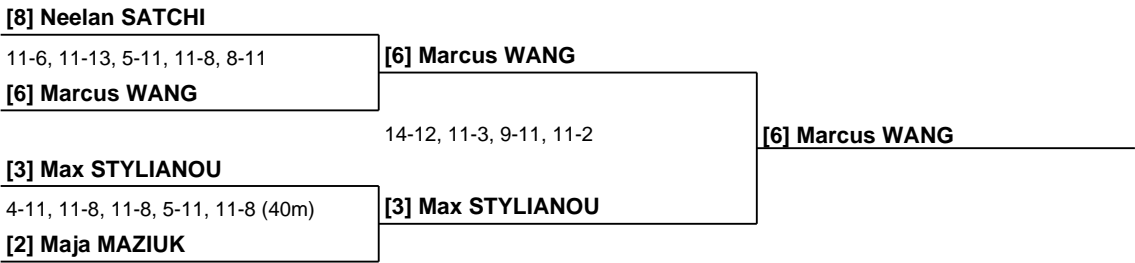 [8] Neelan SATCHI
11-6, 11-13, 5-11, 11-8, 8-11
[6] Marcus WANG
[6] Marcus WANG
14-12, 11-3, 9-11, 11-2
[6] Marcus WANG
[3] Max STYLIANOU
4-11, 11-8, 11-8, 5-11, 11-8 (40m)
[3] Max STYLIANOU
[2] Maja MAZIUK